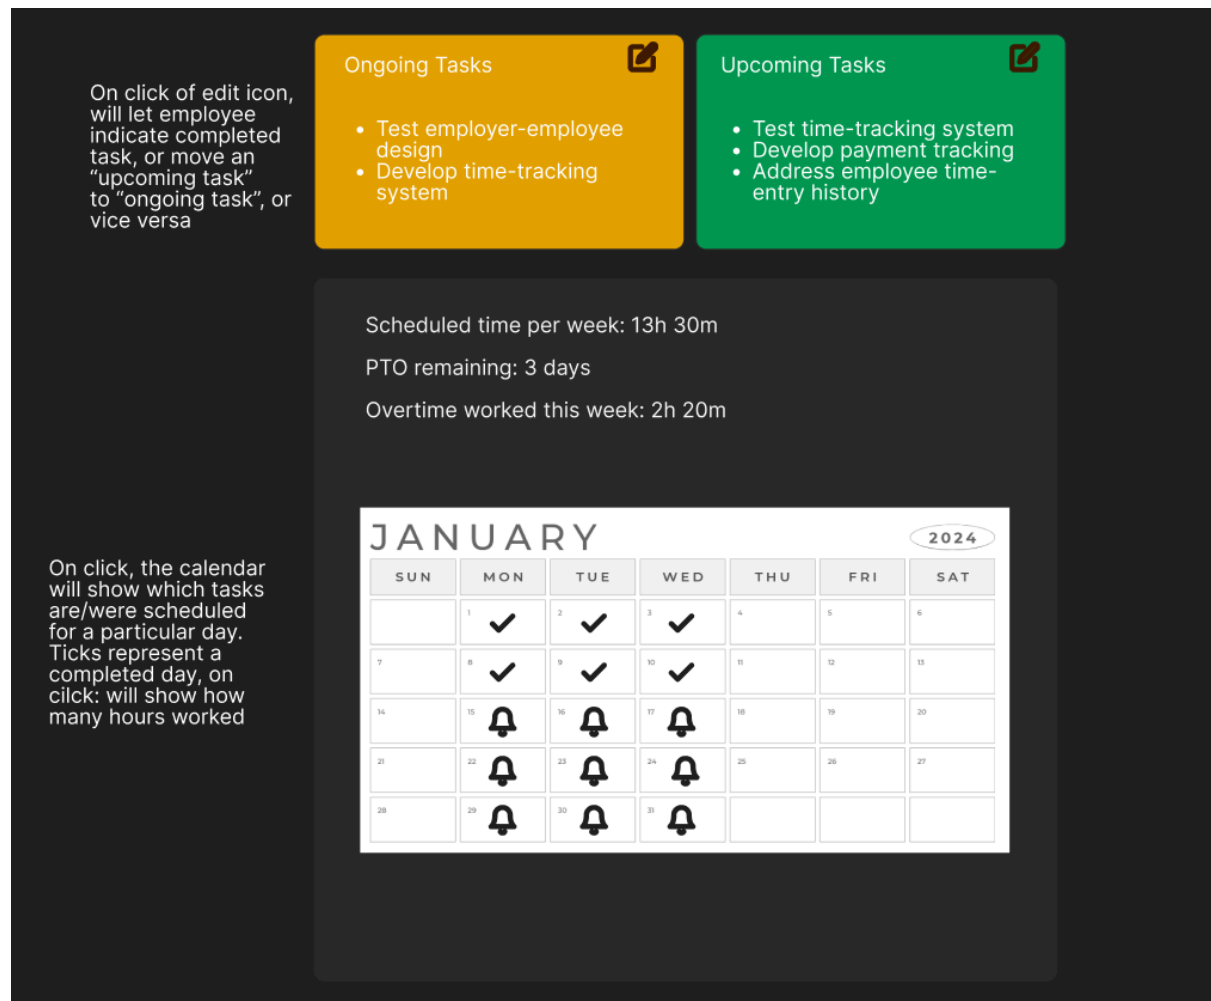 On click of edit icon,
will let employee
indicate completed
task, or move an
“upcoming task”
to “ongoing task”, or
vice versa
Ongoing Tasks
• Test employer-employee
design
• Develop time-tracking
system
Upcoming Tasks
• Test time-tracking system
• Develop payment tracking
• Address employee time-
entry history
Scheduled time per week: 13h 30m
PTO remaining: 3 days
Overtime worked this week: 2h 20m
On click, the calendar
will show which tasks
are/were scheduled
for a particular day.
Ticks represent a
completed day, on
cilck: will show how
many hours worked
JANUARY 2024
SUN MON TUE WED THU FRI SAT
1 2 3 4 5 6
7 8 9 10 11 12 13
14 15 16 17 18 19 20
21 22 23 24 25 26 27
28 29 30 31